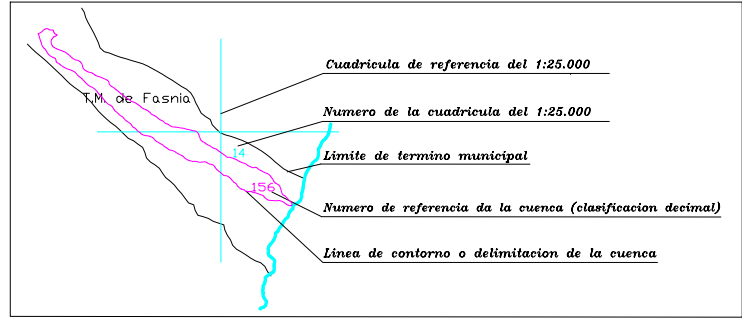 Cuadricula de referencia del 1:25.000
T.M. de Fasnia
Numero de la cuadricula del 1:25.000
14
Limite de termino municipal
156
Numero de referencia da la cuenca (clasificacion decimal)
Linea de contorno o delimitacion de la cuenca